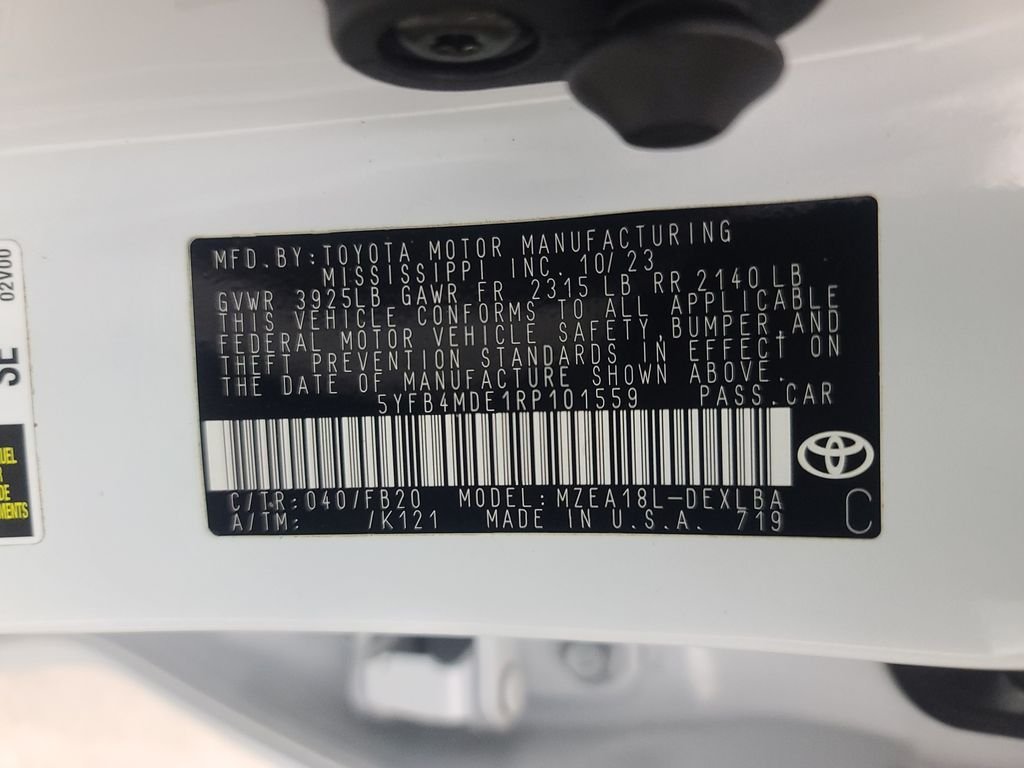 MFD.BY:TOYOTA MOTOR MANUFACTURING
MISSISSIPPI INC. 10/23
GVWR 3925LB GAWR FR 2315 LB RR 2140 LB
THIS VEHICLE CONFORMS TO ALL APPLICABLE
FEDERAL MOTOR VEHICLE SAFETY,BUMPER,AND
THEFT PREVENTION STANDARDS IN EFFECT ON
THE DATE OF MANUFACTURE SHOWN ABOVE.
5YFB4MDE1RP101559 PASS.CAR
C/TR:040/FB20 MODEL:MZEA18L-DEXLBA
A/TM: /K121 MADE IN U.S.A. 719
C
02V00
SE